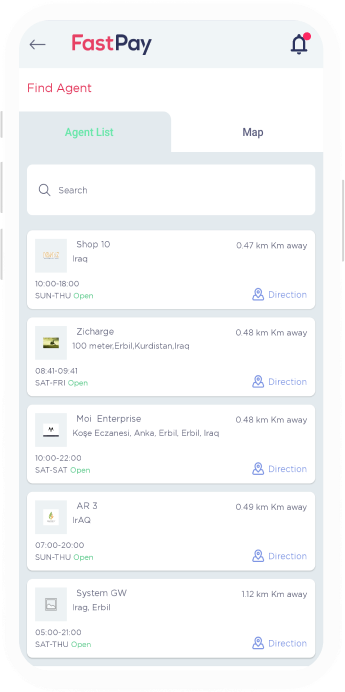 FastPay
Find Agent
Agent List
Map
Search
Shop 10
0.47 km Km away
Iraq
10:00-18:00
SUN-THU Open
Direction
Zicharge
0.48 km Km away
100 meter,Erbil,Kurdistan,Iraq
08:41-09:41
SAT-FRI Open
Direction
Moi Enterprise
0.48 km Km away
Koşe Eczanesi, Anka, Erbil, Erbil, Iraq
10:00-22:00
SAT-SAT Open
Direction
AR 3
0.49 km Km away
IrAQ
07:00-20:00
SUN-THU Open
Direction
System GW
1.12 km Km away
Irag, Erbil
05:00-21:00
SAT-THU Open
Direction